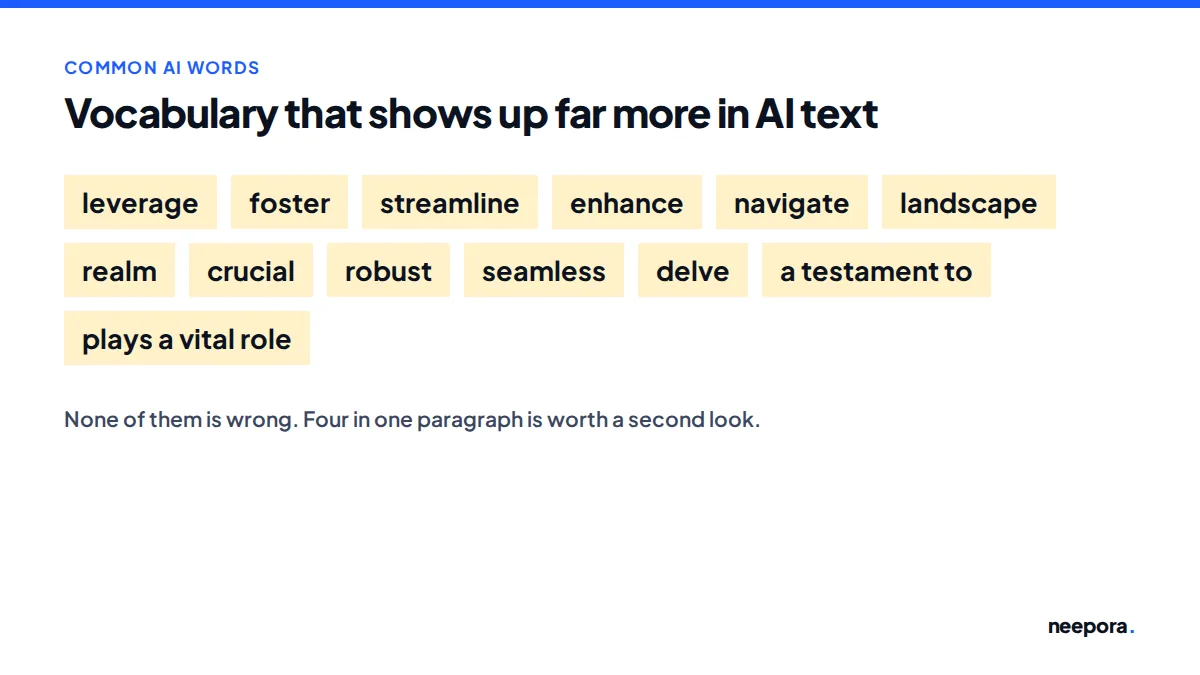 COMMON AI WORDS
Vocabulary that shows up far more in AI text
leverage foster streamline enhance navigate landscape
realm crucial robust seamless delve a testament to
plays a vital role
None of them is wrong. Four in one paragraph is worth a second look.
neepora.